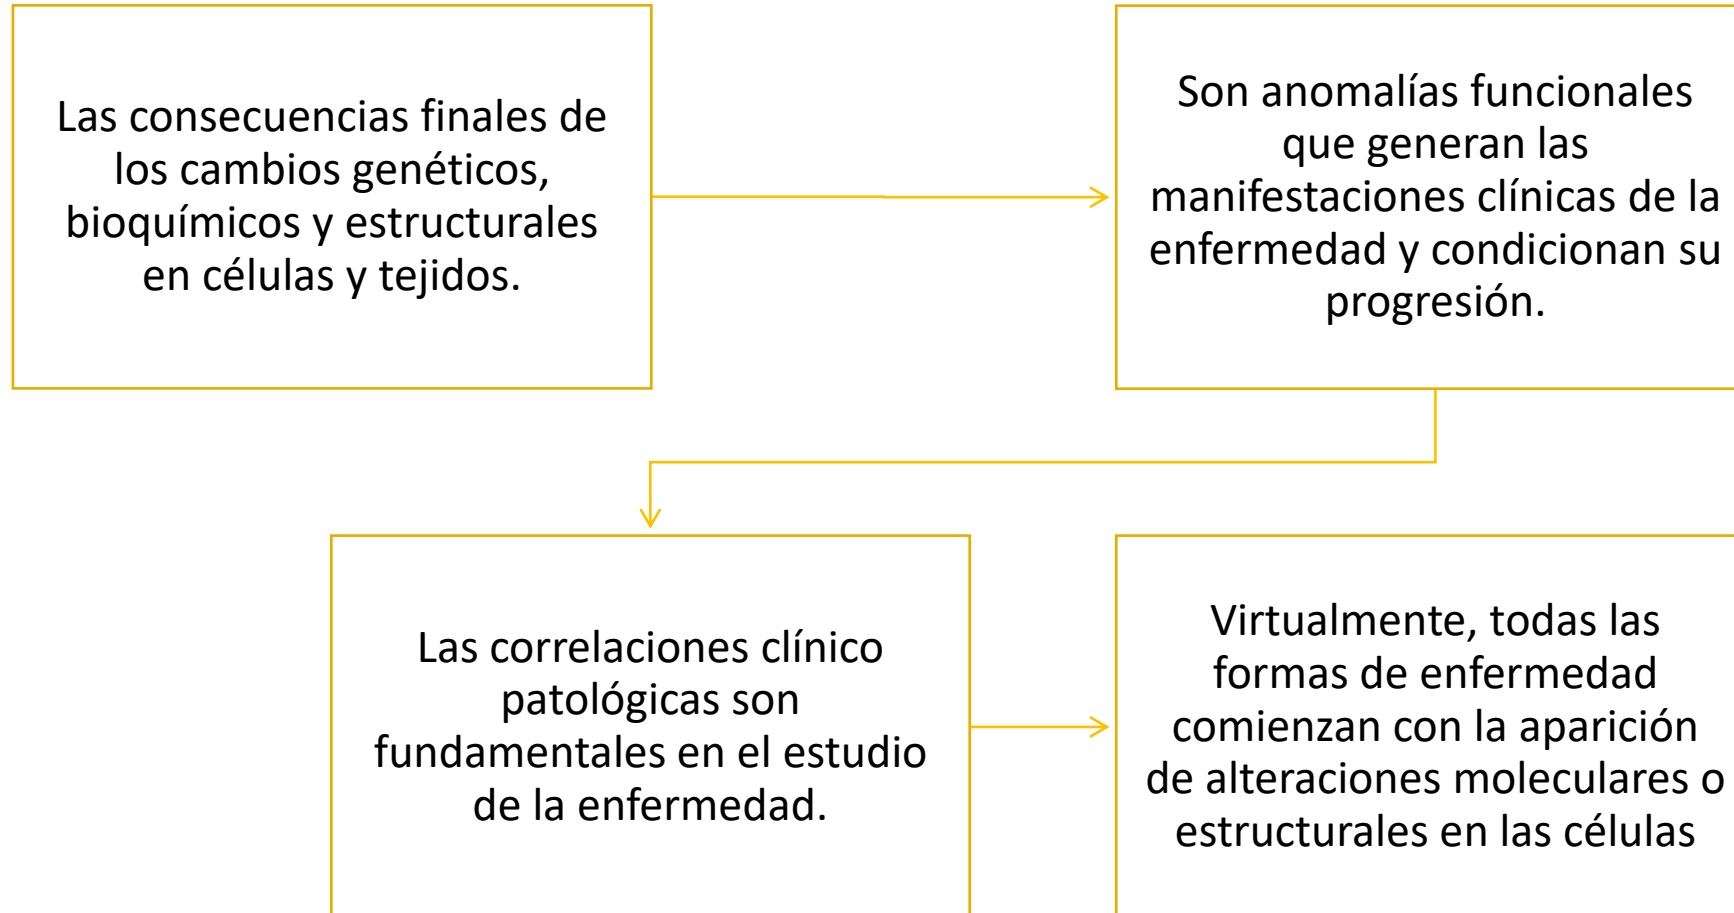 Las consecuencias finales de
los cambios genéticos,
bioquímicos y estructurales
en células y tejidos.
Son anomalías funcionales
que generan las
manifestaciones clínicas de la
enfermedad y condicionan su
progresión.
Las correlaciones clínico
patológicas son
fundamentales en el estudio
de la enfermedad.
Virtualmente, todas las
formas de enfermedad
comienzan con la aparición
de alteraciones moleculares o
estructurales en las células